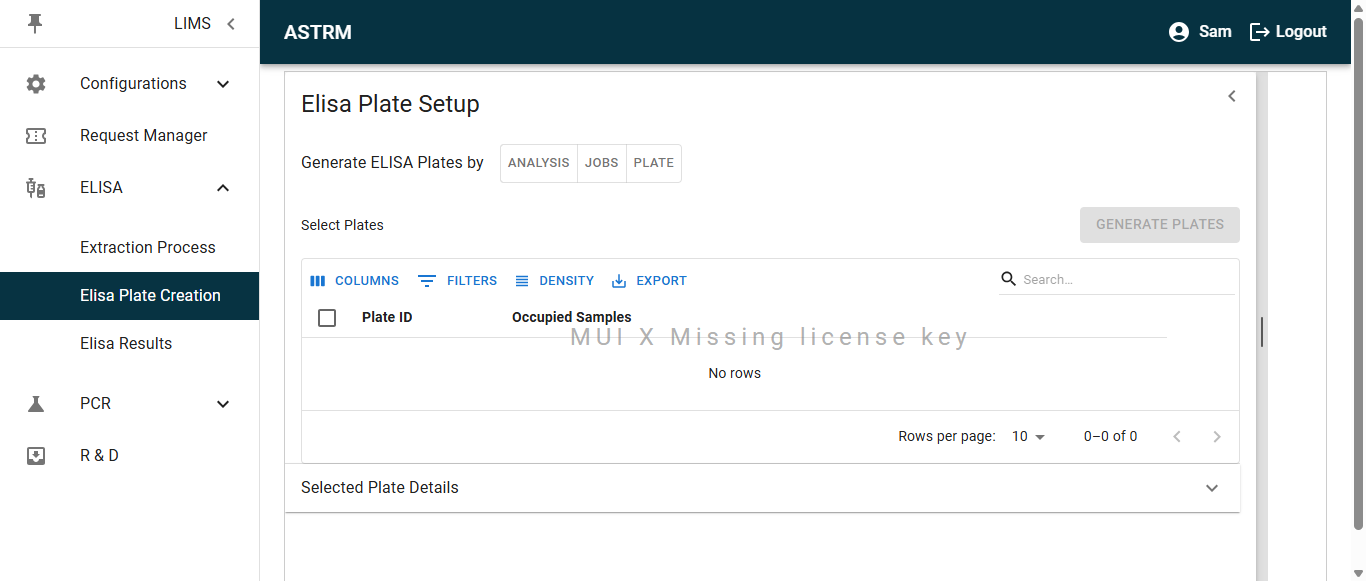 LIMS
ASTRM
Sam
Logout
Configurations
Request Manager
ELISA
Extraction Process
Elisa Plate Creation
Elisa Results
PCR
R & D
Elisa Plate Setup
Generate ELISA Plates by
ANALYSIS
JOBS
PLATE
Select Plates
GENERATE PLATES
COLUMNS
FILTERS
DENSITY
EXPORT
Search…
Plate ID
Occupied Samples
MUI X Missing license key
No rows
Rows per page:
10
0–0 of 0
Selected Plate Details